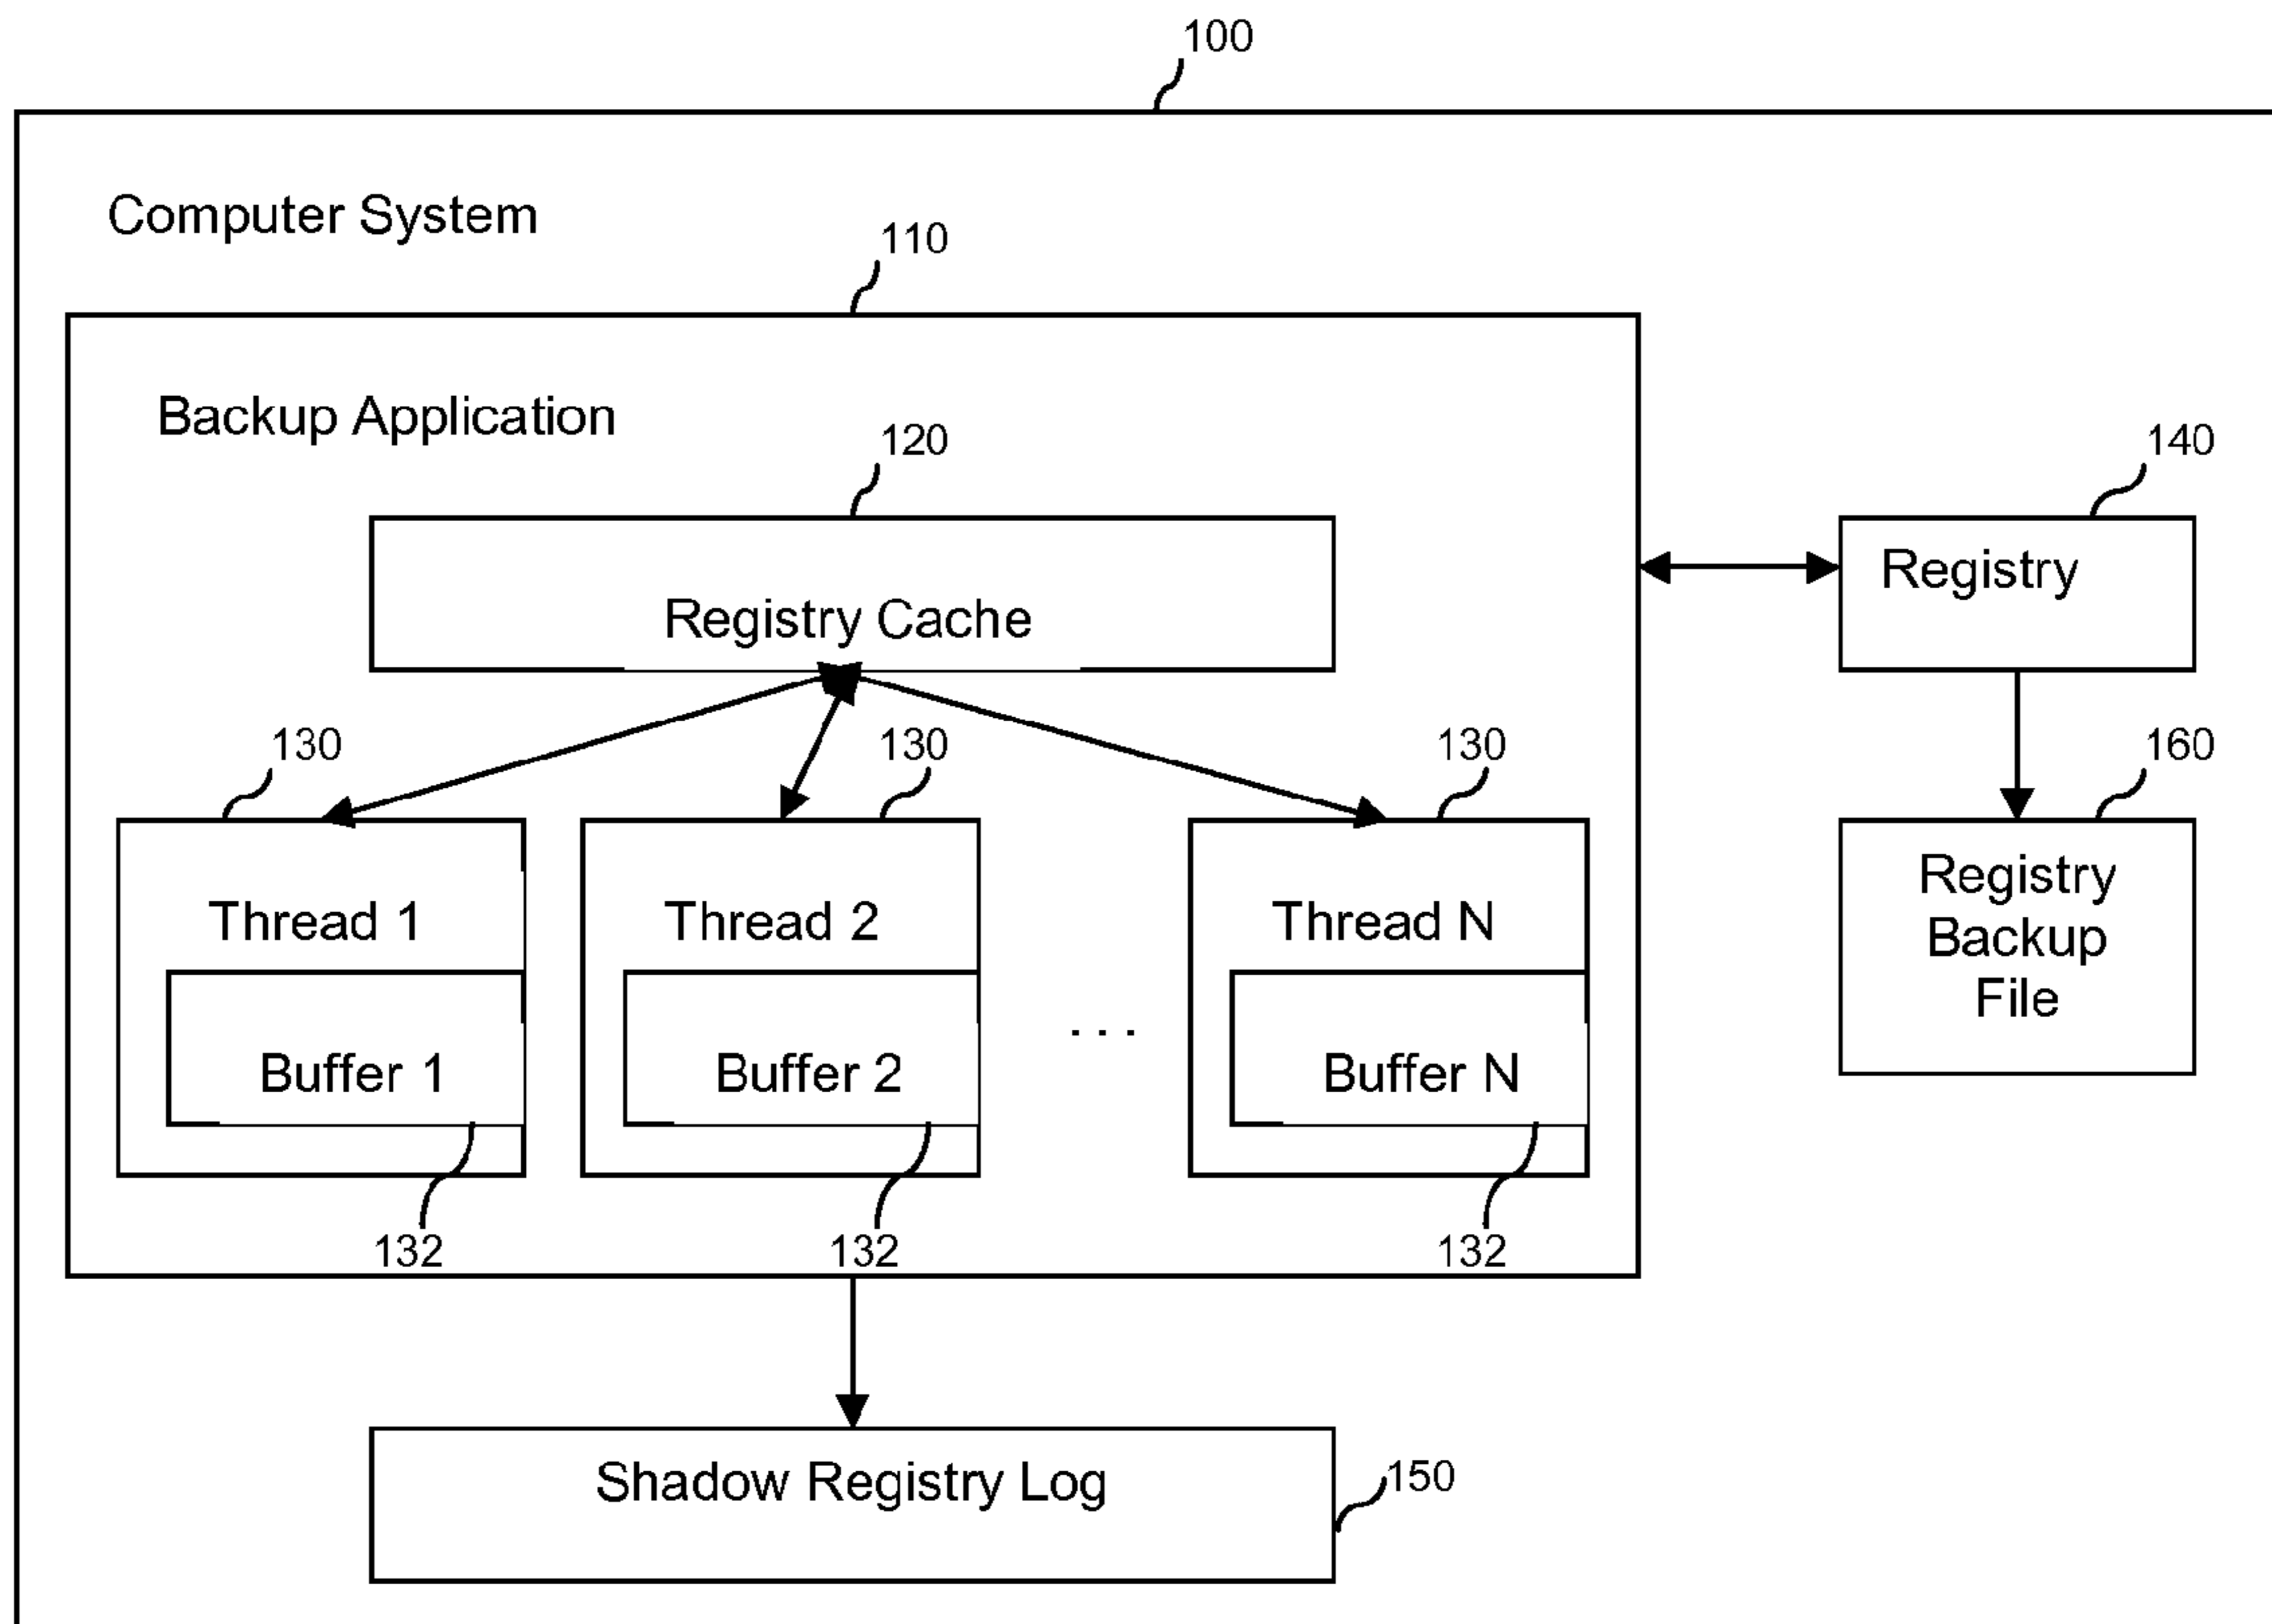 100
Computer System
110
Backup Application
120
140
Registry Cache
Registry
130
130
130
160
Thread 1
Thread 2
Thread N
Registry
Backup
File
Buffer 1
Buffer 2
. . .
Buffer N
132
132
132
Shadow Registry Log
150